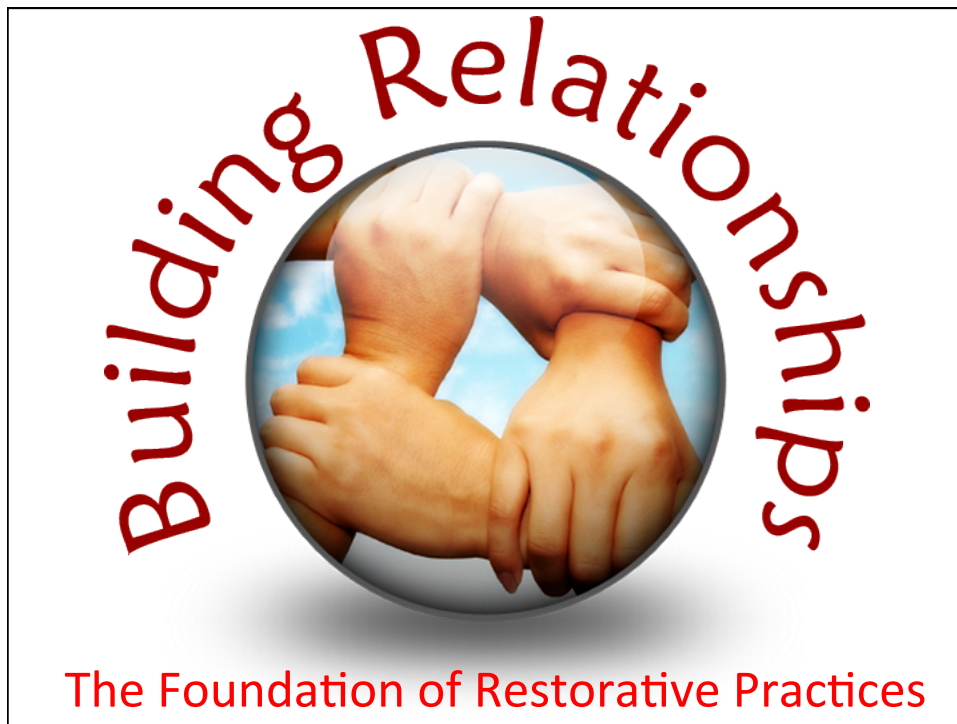 Building Relationships
The Foundation of Restorative Practices